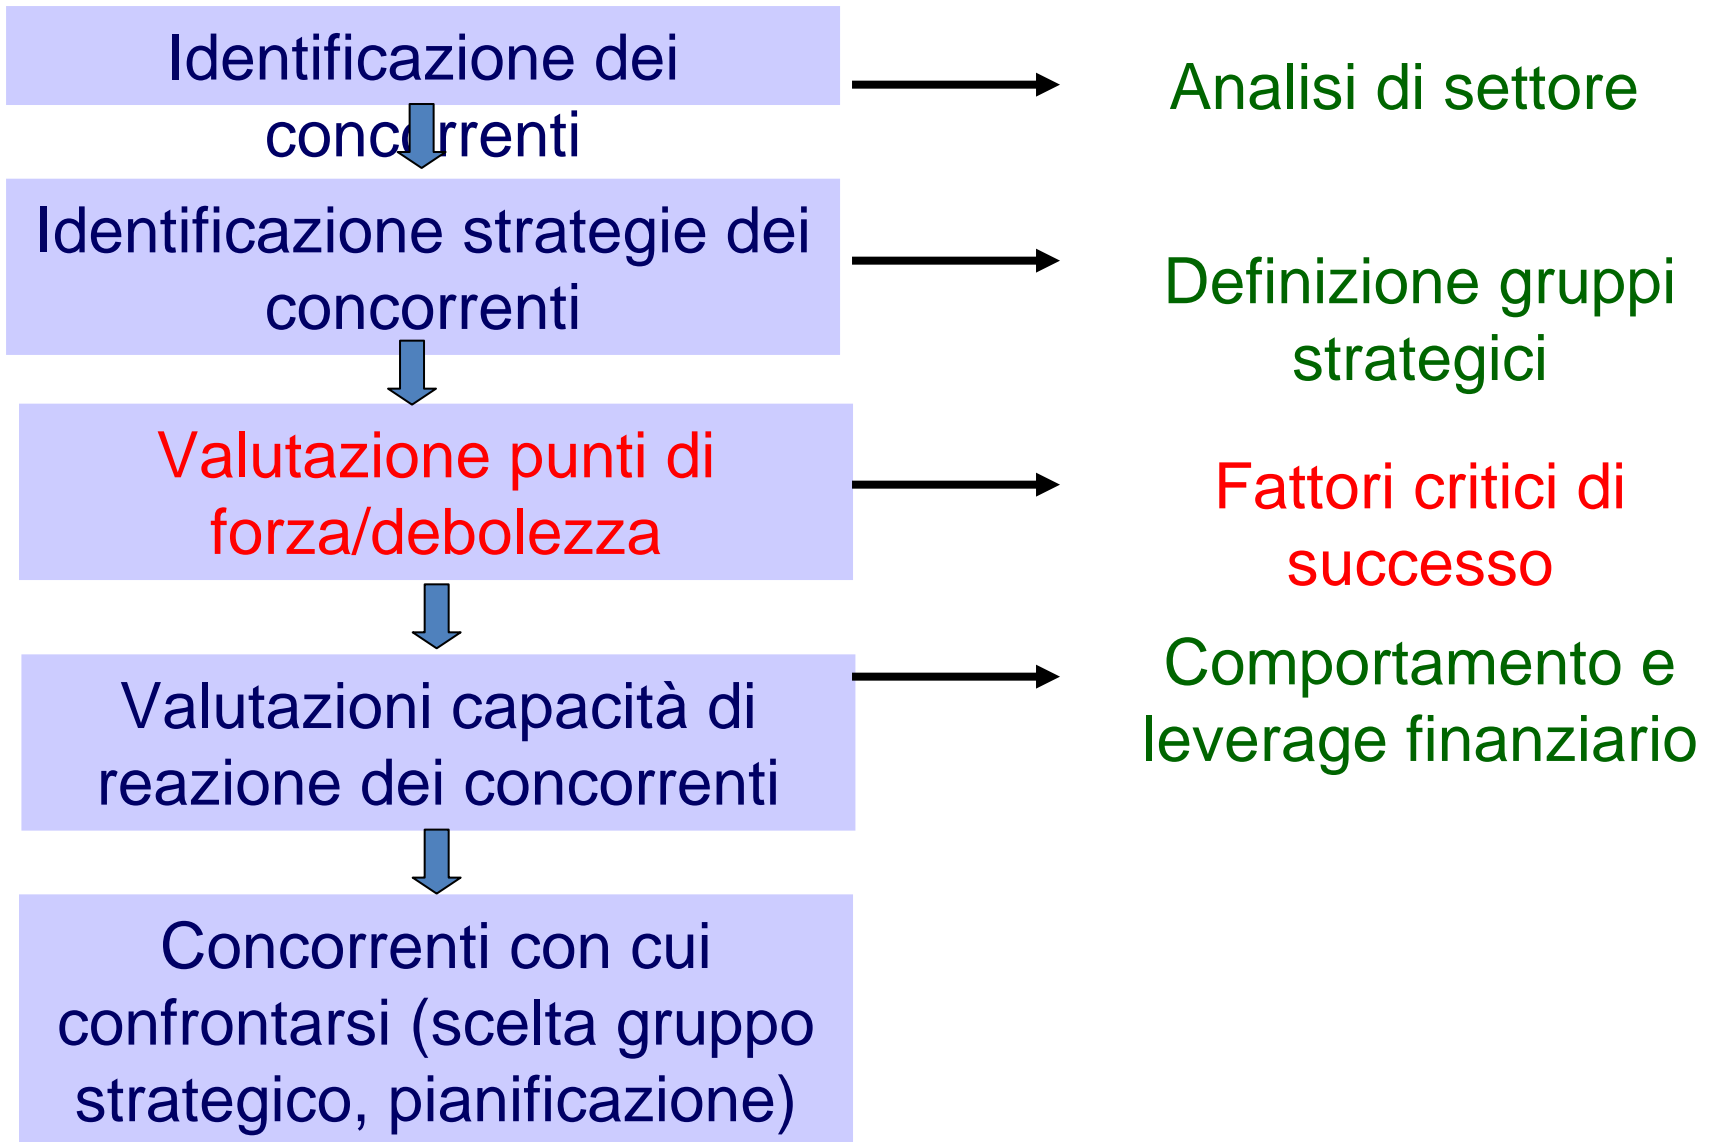 Identificazione dei
concorrenti
Analisi di settore
Identificazione strategie dei
concorrenti
Definizione gruppi
strategici
Valutazione punti di
forza/debolezza
Fattori critici di
successo
Valutazioni capacità di
reazione dei concorrenti
Comportamento e
leverage finanziario
Concorrenti con cui
confrontarsi (scelta gruppo
strategico, pianificazione)